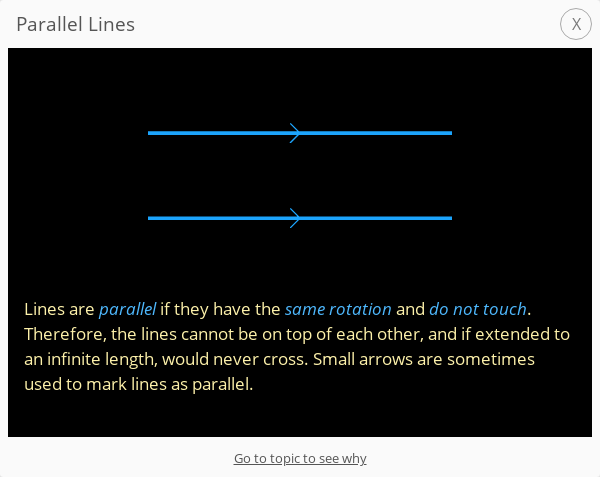 Parallel Lines
X
Lines are parallel if they have the same rotation and do not touch.
Therefore, the lines cannot be on top of each other, and if extended to
an infinite length, would never cross. Small arrows are sometimes
used to mark lines as parallel.
Go to topic to see why